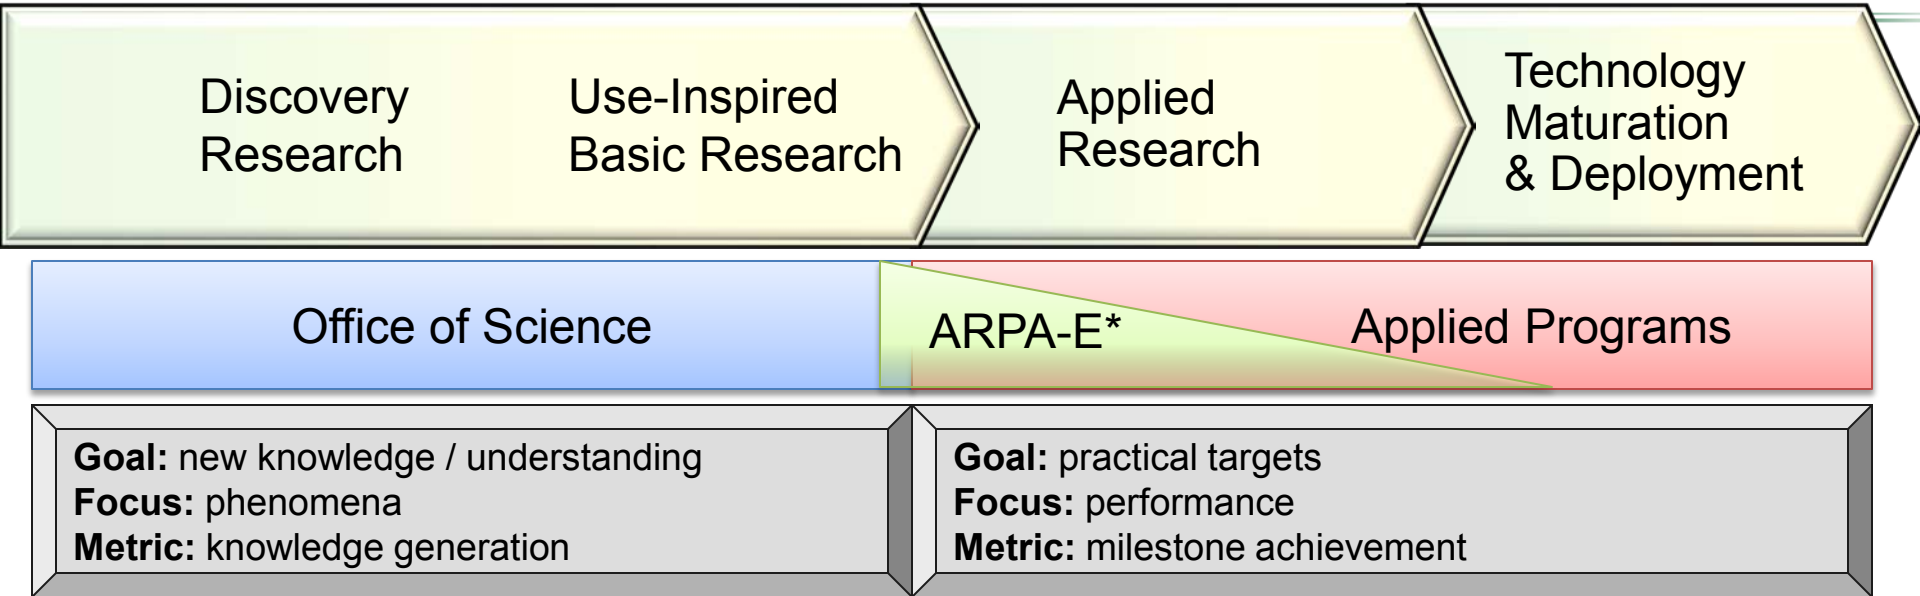 Discovery
Research
Use-Inspired
Basic Research
Applied
Research
Technology
Maturation
& Deployment
Office of Science
ARPA-E*
Applied Programs
Goal: new knowledge / understanding
Focus: phenomena
Metric: knowledge generation
Goal: practical targets
Focus: performance
Metric: milestone achievement